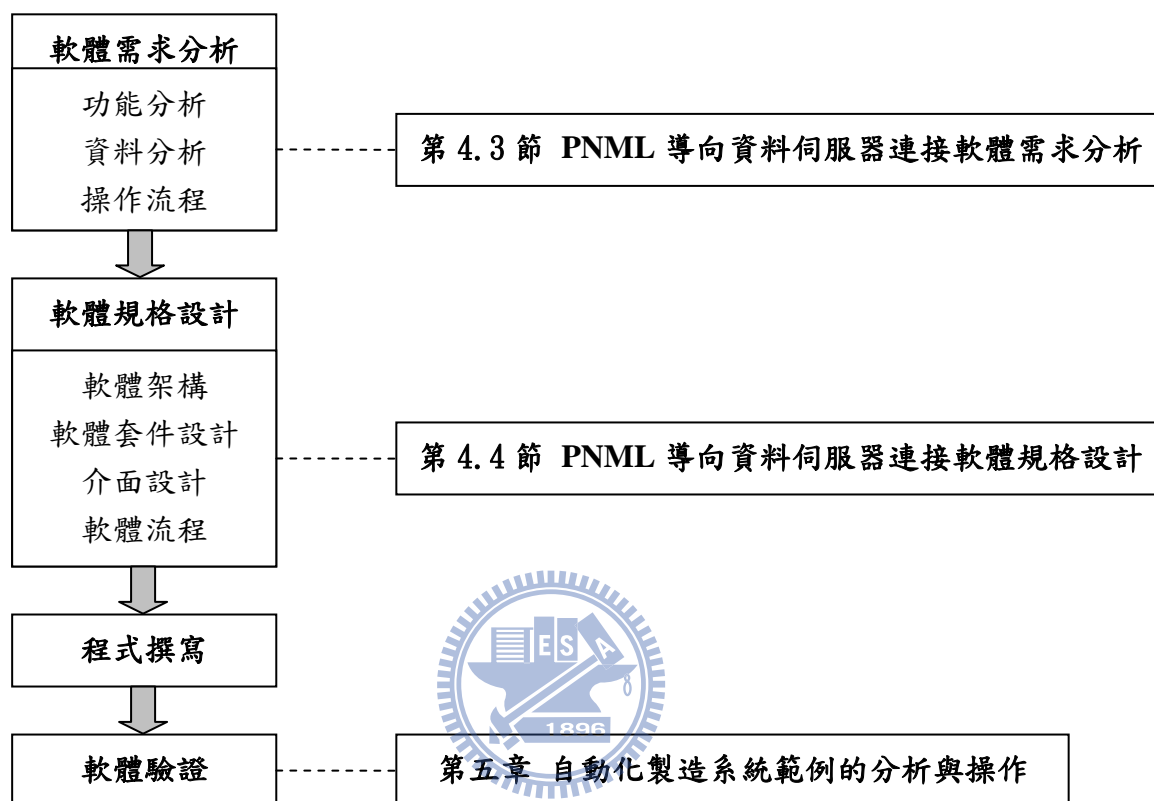 軟體需求分析
功能分析
資料分析
操作流程
第 4.3 節 PNML 導向資料伺服器連接軟體需求分析
軟體規格設計
軟體架構
軟體套件設計
介面設計
軟體流程
第 4.4 節 PNML 導向資料伺服器連接軟體規格設計
程式撰寫
E S A
1896
軟體驗證
第五章 自動化製造系統範例的分析與操作